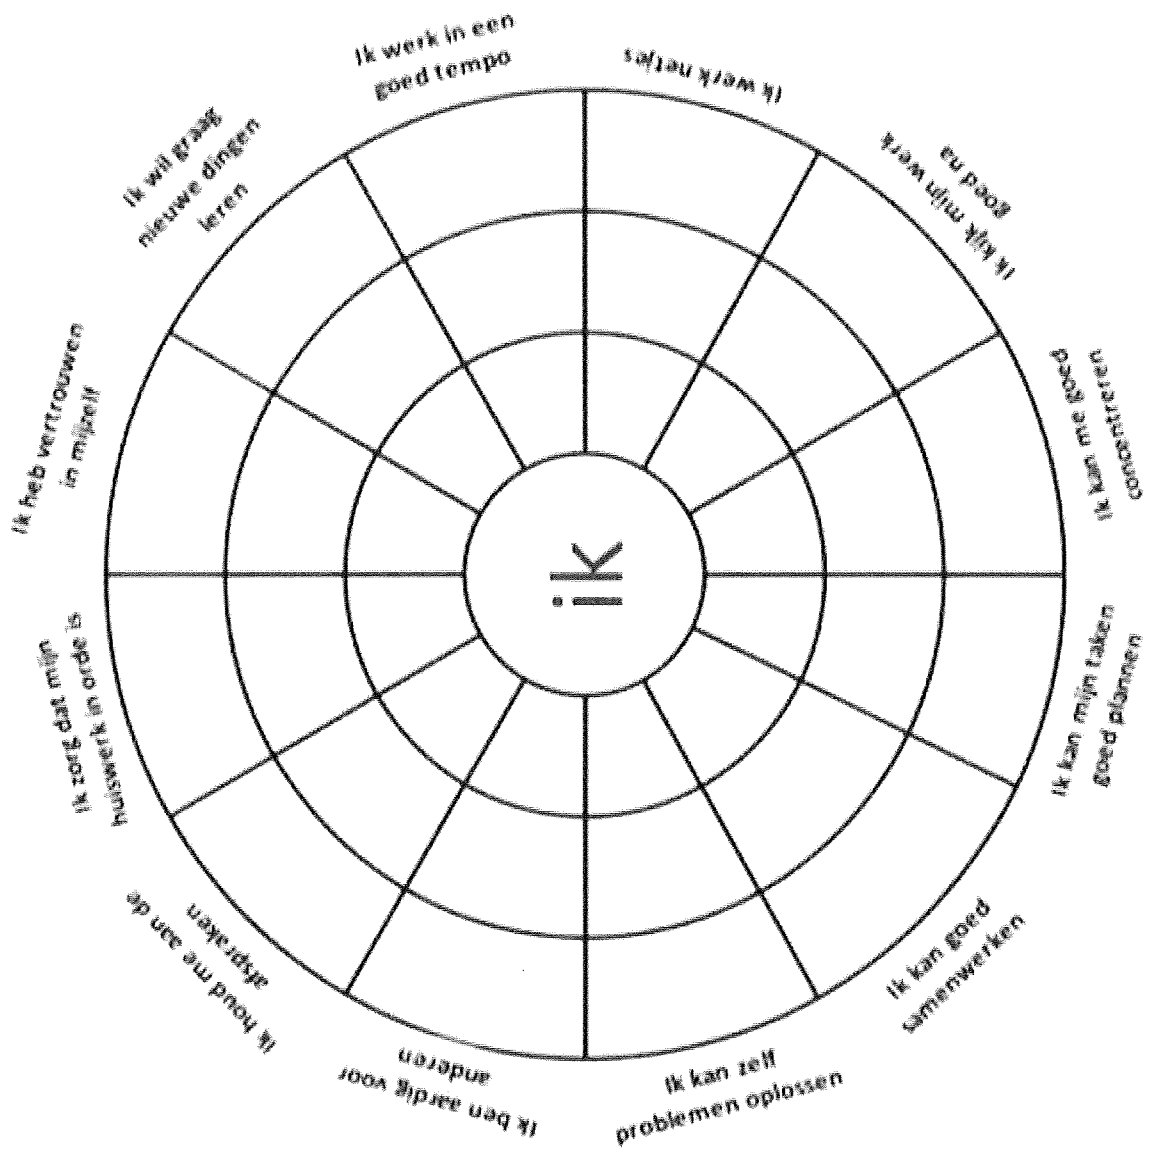 Ik werk in een
goed tempo
Ik werk netjes
Ik kijk mijn werk
goed na
Ik kan me goed
concentreren
Ik kan mijn taken
goed plannen
Ik kan goed
samenwerken
Ik kan zelf
problemen oplossen
Ik ben aardig voor
anderen
Ik houd me aan de
afspraken
Ik zorg dat mijn
huiswerk in orde is
Ik heb vertrouwen
in mijzelf
Ik wil graag
nieuwe dingen
leren
ik